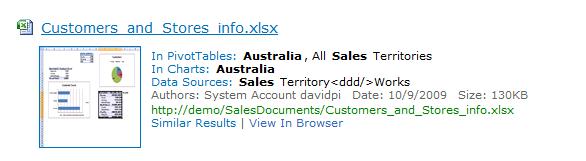 Customers_and_Stores_info.xlsx
In PivotTables: Australia, All Sales Territories
In Charts: Australia
Data Sources: Sales Territory<ddd/>Works
Authors: System Account davidpi Date: 10/9/2009 Size: 130KB
http://demo/SalesDocuments/Customers_and_Stores_info.xlsx
Similar Results | View In Browser